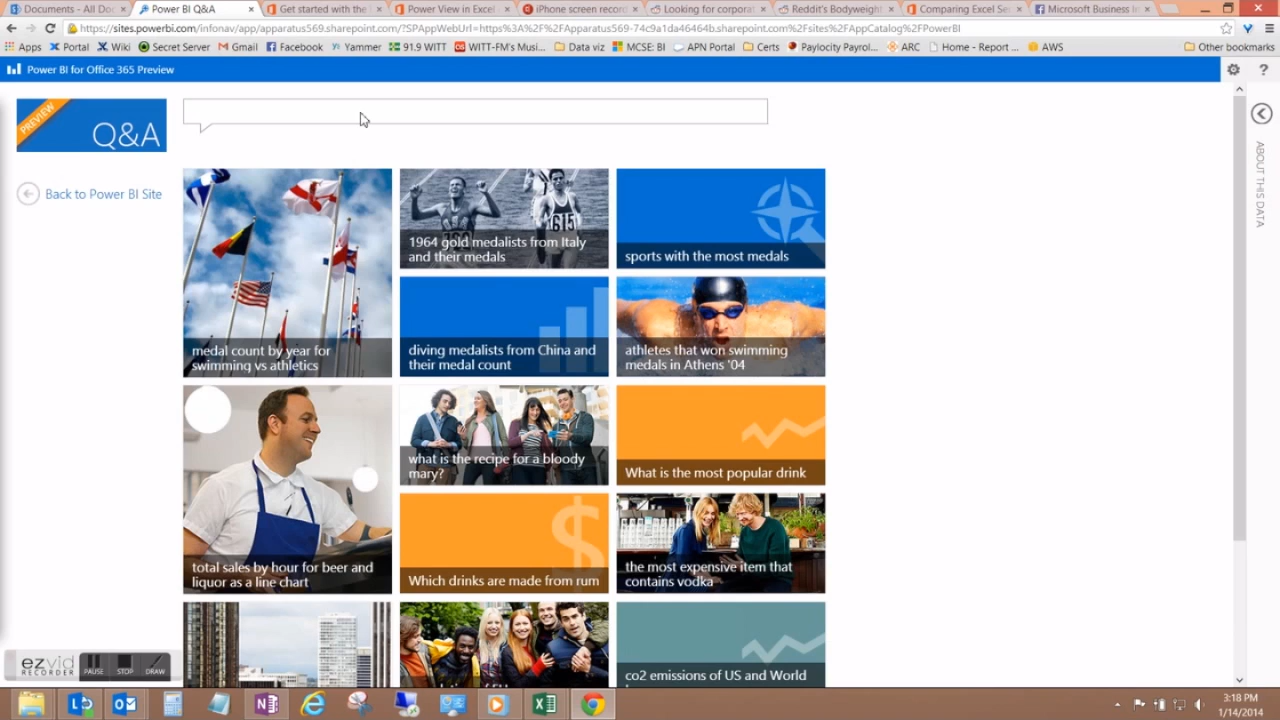 Documents - All Doc
Power BI Q&A
Get started with the
Power View in Excel
iPhone screen record
Looking for corporat
Reddit's Bodyweight
Comparing Excel Se
Microsoft Business In
https://sites.powerbi.com/infonav/app/apparatus569.sharepoint.com/?SPAppWebUrl=https%3A%2F%2FApparatus569-74c9a1da46464b.sharepoint.com%2Fsites%2FAppCatalog%2FPowerBI
Apps Portal Wiki Secret Server Gmail Facebook Yammer 91.9 WITT WITT-FM's Musi... Data viz MCSE: BI APN Portal Certs Paylocity Payrol... ARC Home - Report ... AWS Other bookmarks
Power BI for Office 365 Preview
?
PREVIEW
Q&A
Back to Power BI Site
ABOUT THIS DATA
medal count by year for
swimming vs athletics
1964 gold medalists from Italy
and their medals
615
sports with the most medals
diving medalists from China and
their medal count
athletes that won swimming
medals in Athens '04
total sales by hour for beer and
liquor as a line chart
what is the recipe for a bloody
mary?
What is the most popular drink
$
Which drinks are made from rum
the most expensive item that
contains vodka
co2 emissions of US and World
ezvid
RECORDER
PAUSE
STOP
DRAW
3:18 PM
1/14/2014